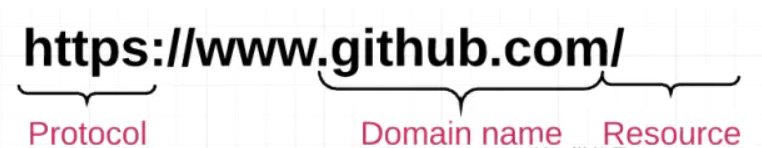 https://www.github.com/
Protocol Domain name Resource